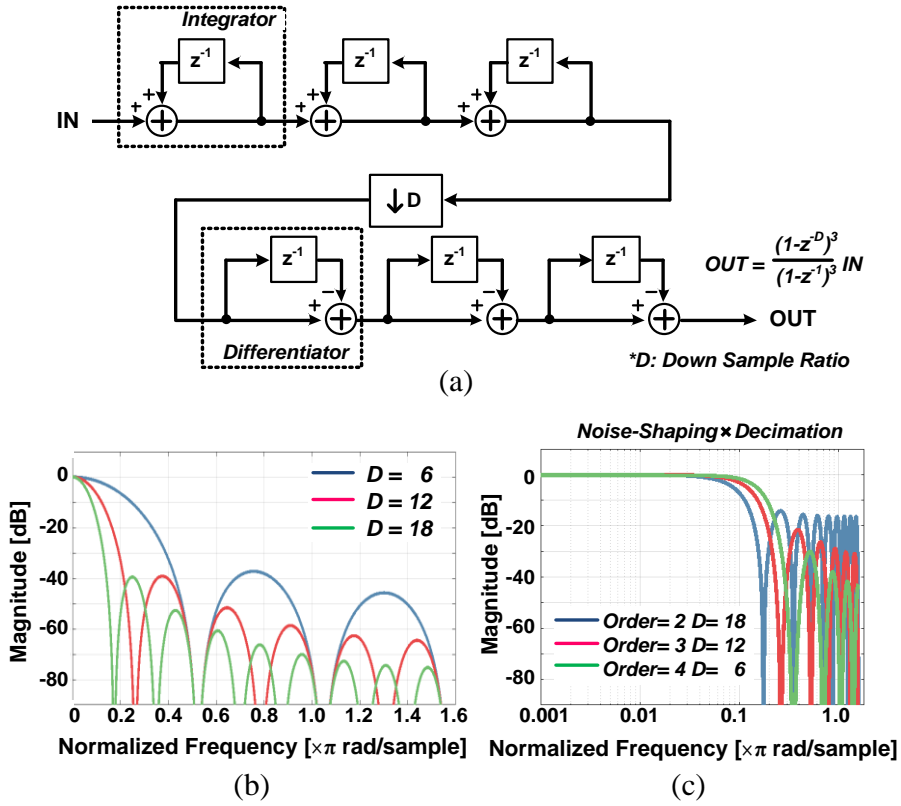 Integrator
z-1 z-1 z-1
+ + + + + +
IN + + +
↓ D
z-1 z-1 z-1
OUT = (1-z-D)3 / (1-z-1)3 IN
− − −
+ + +
+ + + OUT
Differentiator
*D: Down Sample Ratio
(a)
0
-20
-40
-60
-80
Magnitude [dB]
D = 6
D = 12
D = 18
0 0.2 0.4 0.6 0.8 1.0 1.2 1.4 1.6
Normalized Frequency [×π rad/sample]
(b)
Noise-Shaping × Decimation
0
-20
-40
-60
-80
Magnitude [dB]
Order= 2 D= 18
Order= 3 D= 12
Order= 4 D= 6
0.001 0.01 0.1 1.0
Normalized Frequency [×π rad/sample]
(c)